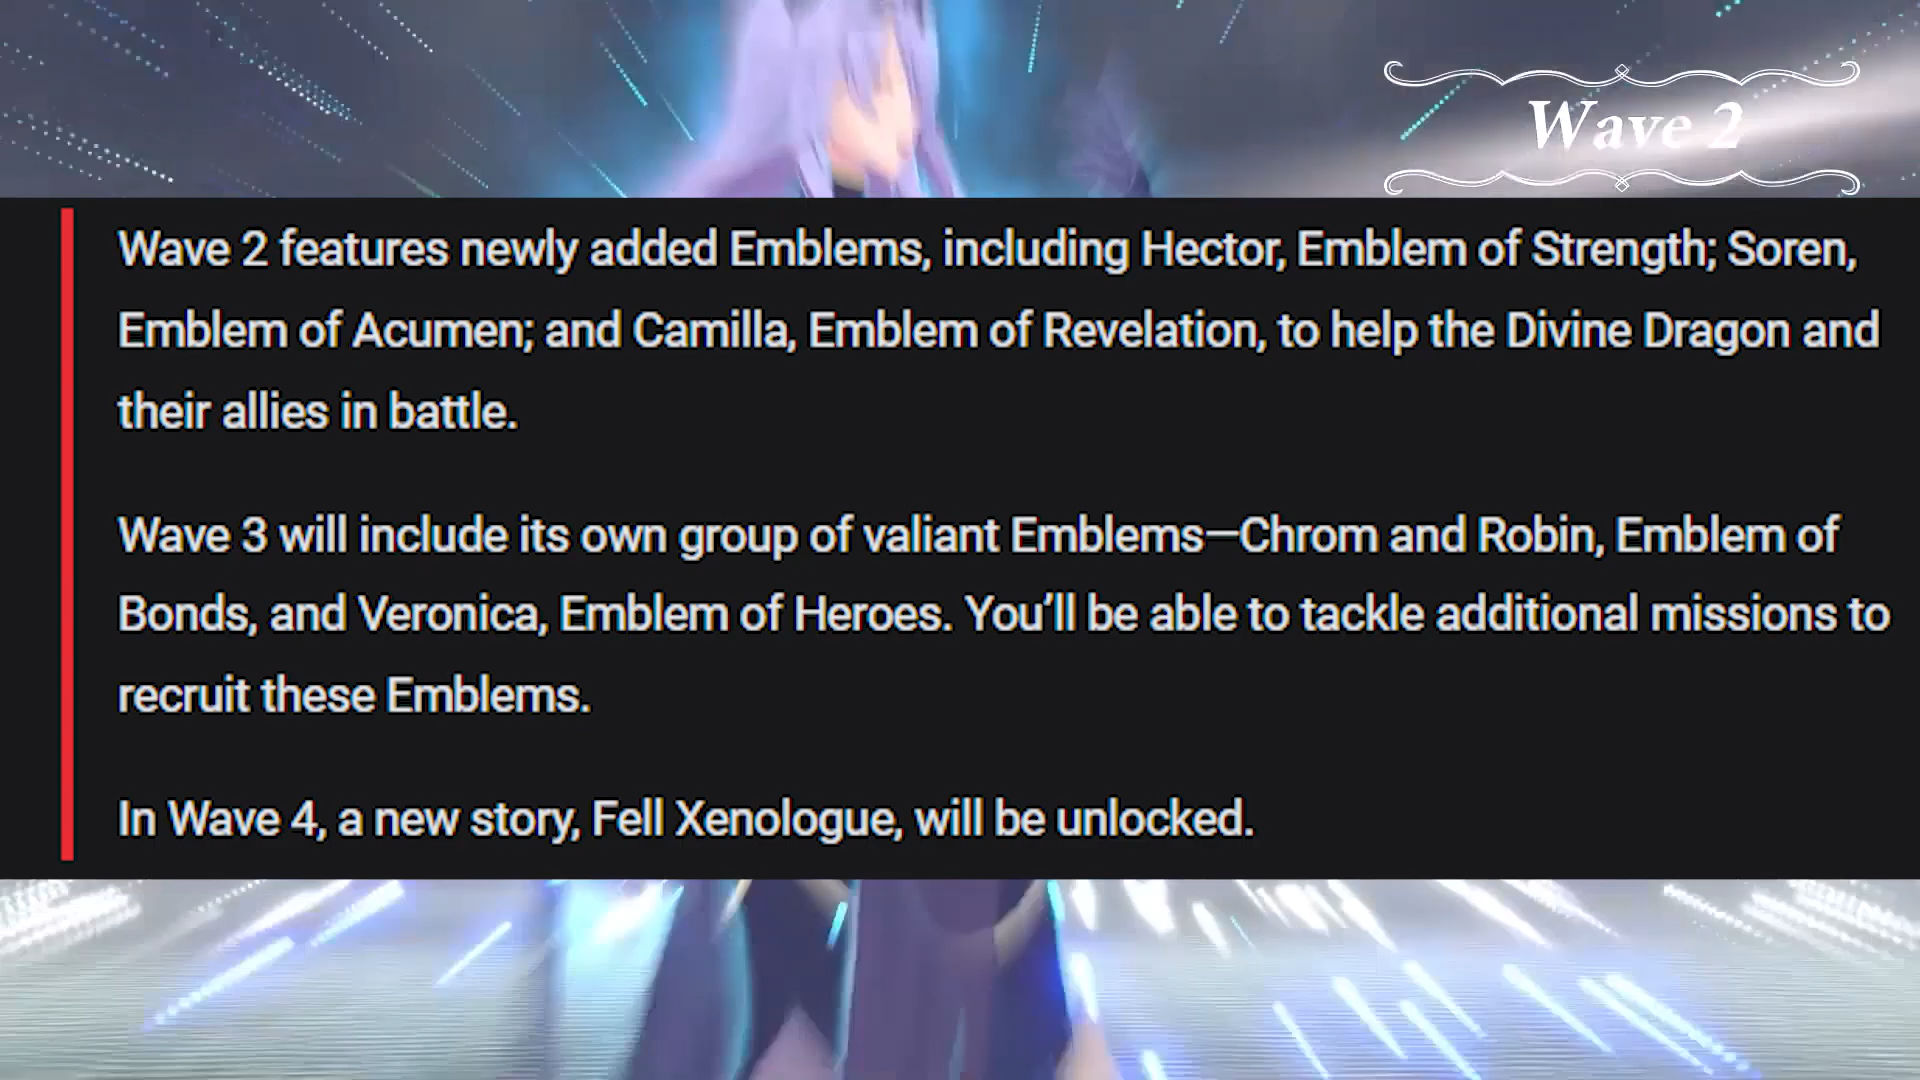 Wave 2
Wave 2 features newly added Emblems, including Hector, Emblem of Strength; Soren,
Emblem of Acumen; and Camilla, Emblem of Revelation, to help the Divine Dragon and
their allies in battle.
Wave 3 will include its own group of valiant Emblems—Chrom and Robin, Emblem of
Bonds, and Veronica, Emblem of Heroes. You’ll be able to tackle additional missions to
recruit these Emblems.
In Wave 4, a new story, Fell Xenologue, will be unlocked.